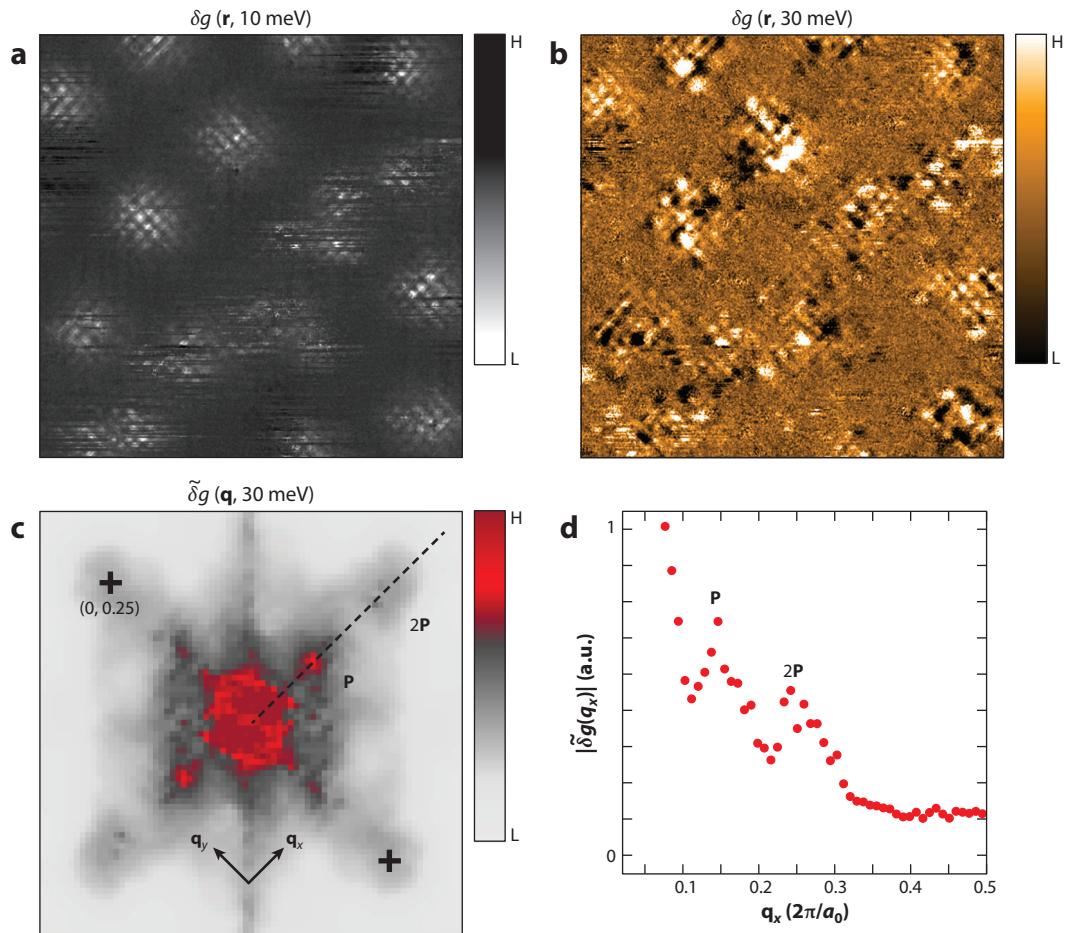 δg (r, 10 meV)
a
H
L
δg (r, 30 meV)
b
H
L
δ̃g (q, 30 meV)
c
(0, 0.25)
2P
P
q_y
q_x
H
L
d
|δ̃g(q_x)| (a.u.)
1
0
P
2P
0.1 0.2 0.3 0.4 0.5
q_x (2π/a_0)